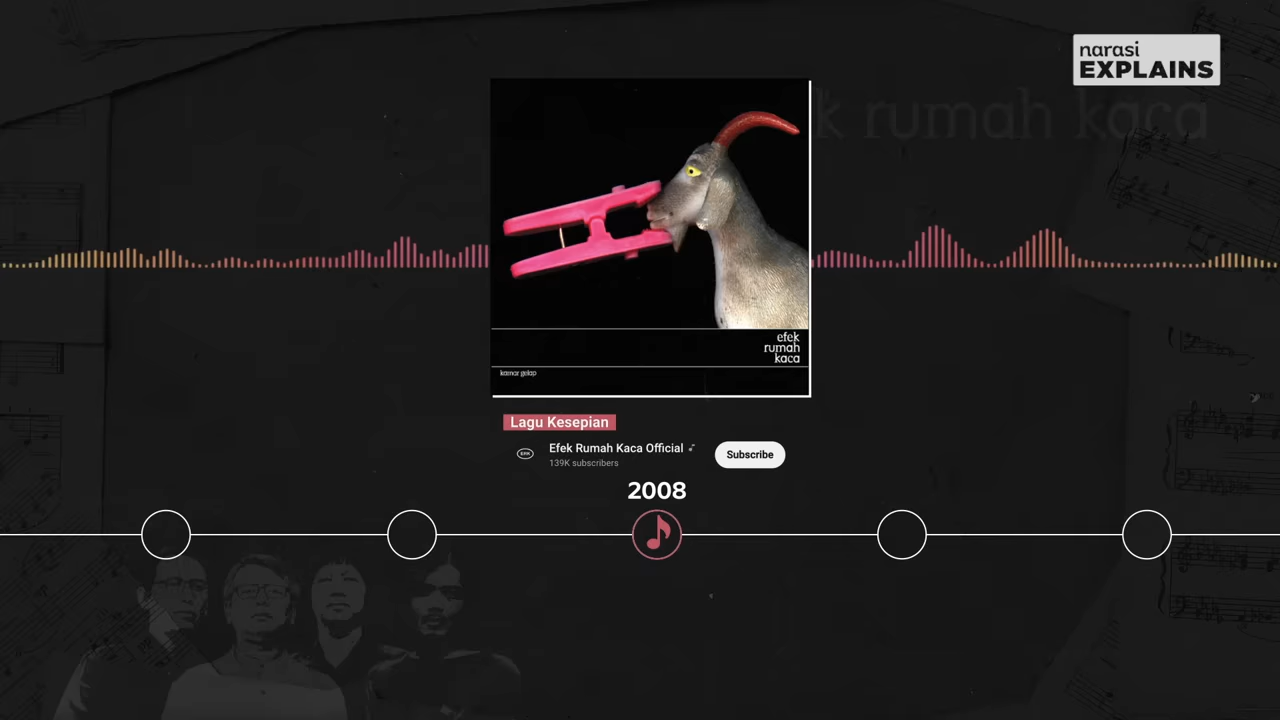 narasi
EXPLAINS
k rumah kaca
efek
rumah
kaca
kamar gelap
Lagu Kesepian
ERK
Efek Rumah Kaca Official
139K subscribers
Subscribe
2008